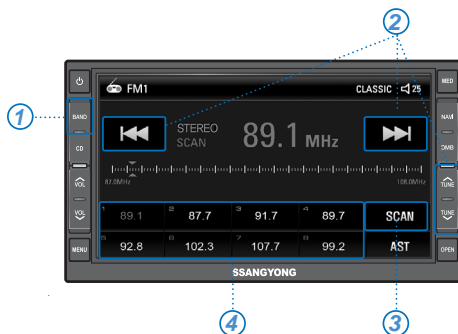 2
FM1 CLASSIC 25
MED
1
BAND
STEREO
SCAN
89.1 MHz
NAVI
CD
DMB
87.0MHz 108.0MHz
VOL
TUNE
1 89.1 2 87.7 3 91.7 4 89.7 SCAN
VOL
TUNE
5 92.8 6 102.3 7 107.7 8 99.2 AST
MENU
OPEN
SSANGYONG
4
3